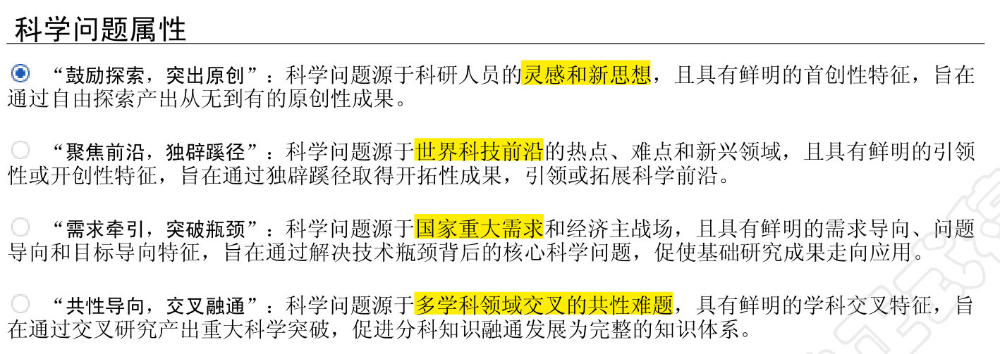 科学问题属性
“鼓励探索，突出原创”：科学问题源于科研人员的灵感和新思想，且具有鲜明的首创性特征，旨在
通过自由探索产出从无到有的原创性成果。
“聚焦前沿，独辟蹊径”：科学问题源于世界科技前沿的热点、难点和新兴领域，且具有鲜明的引领
性或开创性特征，旨在通过独辟蹊径取得开拓性成果，引领或拓展科学前沿。
“需求牵引，突破瓶颈”：科学问题源于国家重大需求和经济主战场，且具有鲜明的需求导向、问题
导向和目标导向特征，旨在通过解决技术瓶颈背后的核心科学问题，促使基础研究成果走向应用。
“共性导向，交叉融通”：科学问题源于多学科领域交叉的共性难题，具有鲜明的学科交叉特征，旨
在通过交叉研究产出重大科学突破，促进分科知识融通发展为完整的知识体系。